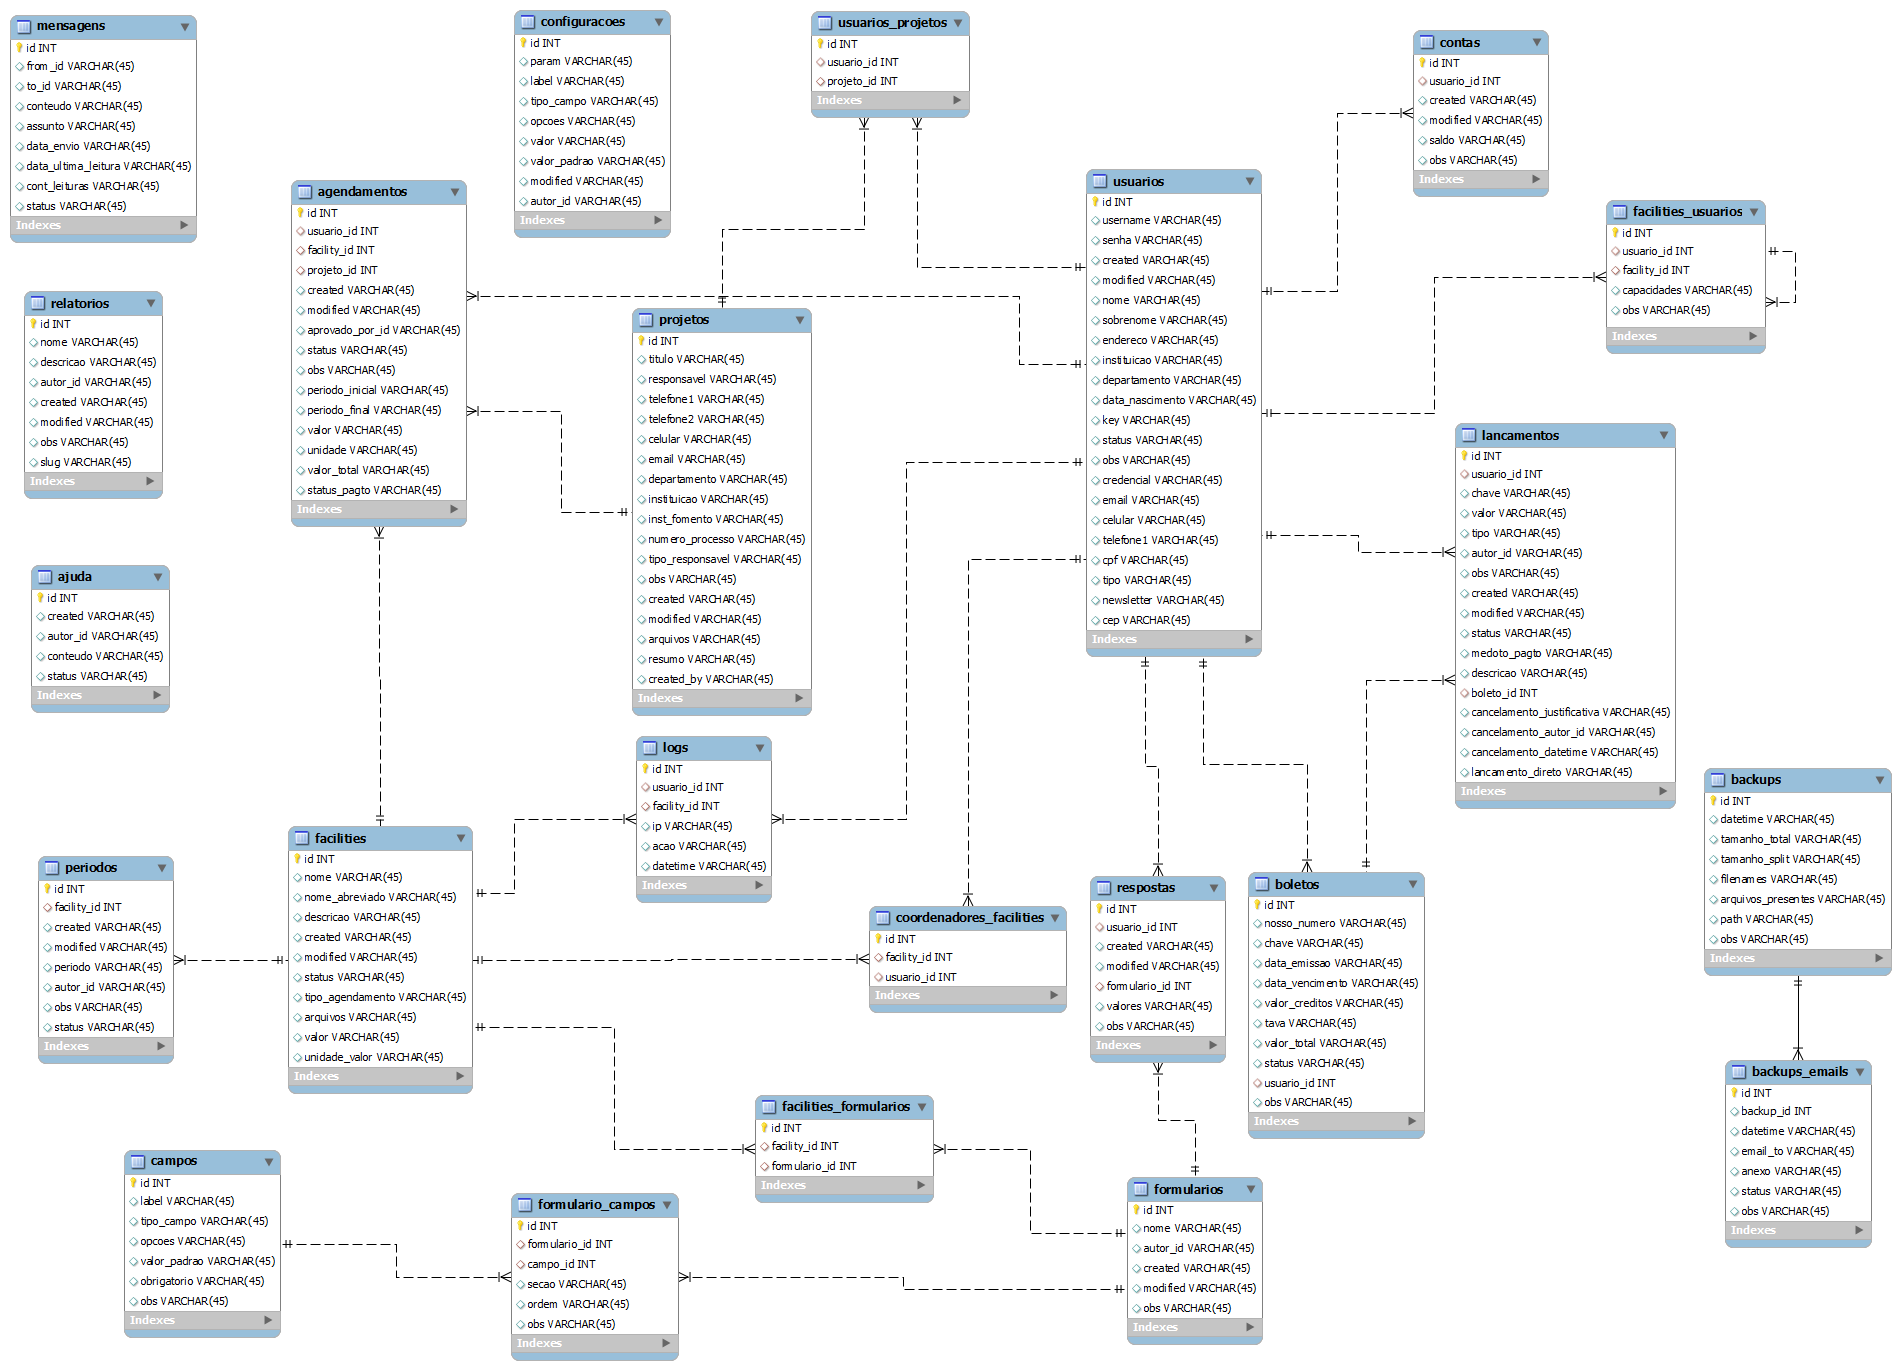 mensagens
id INT
from_id VARCHAR(45)
to_id VARCHAR(45)
conteudo VARCHAR(45)
assunto VARCHAR(45)
data_envio VARCHAR(45)
data_ultima_leitura VARCHAR(45)
cont_leituras VARCHAR(45)
status VARCHAR(45)
Indexes
configuracoes
id INT
param VARCHAR(45)
label VARCHAR(45)
tipo_campo VARCHAR(45)
opcoes VARCHAR(45)
valor VARCHAR(45)
valor_padrao VARCHAR(45)
modified VARCHAR(45)
autor_id VARCHAR(45)
Indexes
usuarios_projetos
id INT
usuario_id INT
projeto_id INT
Indexes
contas
id INT
usuario_id INT
created VARCHAR(45)
modified VARCHAR(45)
saldo VARCHAR(45)
obs VARCHAR(45)
Indexes
agendamentos
id INT
usuario_id INT
facility_id INT
projeto_id INT
created VARCHAR(45)
modified VARCHAR(45)
aprovado_por_id VARCHAR(45)
status VARCHAR(45)
obs VARCHAR(45)
periodo_inicial VARCHAR(45)
periodo_final VARCHAR(45)
valor VARCHAR(45)
unidade VARCHAR(45)
valor_total VARCHAR(45)
status_pagto VARCHAR(45)
Indexes
usuarios
id INT
username VARCHAR(45)
senha VARCHAR(45)
created VARCHAR(45)
modified VARCHAR(45)
nome VARCHAR(45)
sobrenome VARCHAR(45)
endereco VARCHAR(45)
instituicao VARCHAR(45)
departamento VARCHAR(45)
data_nascimento VARCHAR(45)
key VARCHAR(45)
status VARCHAR(45)
obs VARCHAR(45)
credencial VARCHAR(45)
email VARCHAR(45)
celular VARCHAR(45)
telefone1 VARCHAR(45)
cpf VARCHAR(45)
tipo VARCHAR(45)
newsletter VARCHAR(45)
cep VARCHAR(45)
Indexes
facilities_usuarios
id INT
usuario_id INT
facility_id INT
capacidades VARCHAR(45)
obs VARCHAR(45)
Indexes
relatorios
id INT
nome VARCHAR(45)
descricao VARCHAR(45)
autor_id VARCHAR(45)
created VARCHAR(45)
modified VARCHAR(45)
obs VARCHAR(45)
slug VARCHAR(45)
Indexes
projetos
id INT
titulo VARCHAR(45)
responsavel VARCHAR(45)
telefone1 VARCHAR(45)
telefone2 VARCHAR(45)
celular VARCHAR(45)
email VARCHAR(45)
departamento VARCHAR(45)
instituicao VARCHAR(45)
inst_fomento VARCHAR(45)
numero_processo VARCHAR(45)
tipo_responsavel VARCHAR(45)
obs VARCHAR(45)
created VARCHAR(45)
modified VARCHAR(45)
arquivos VARCHAR(45)
resumo VARCHAR(45)
created_by VARCHAR(45)
Indexes
lancamentos
id INT
usuario_id INT
chave VARCHAR(45)
valor VARCHAR(45)
tipo VARCHAR(45)
autor_id VARCHAR(45)
obs VARCHAR(45)
created VARCHAR(45)
modified VARCHAR(45)
status VARCHAR(45)
medoto_pagto VARCHAR(45)
descricao VARCHAR(45)
boleto_id INT
cancelamento_justificativa VARCHAR(45)
cancelamento_autor_id VARCHAR(45)
cancelamento_datetime VARCHAR(45)
lancamento_direto VARCHAR(45)
Indexes
ajuda
id INT
created VARCHAR(45)
autor_id VARCHAR(45)
conteudo VARCHAR(45)
status VARCHAR(45)
Indexes
logs
id INT
usuario_id INT
facility_id INT
ip VARCHAR(45)
acao VARCHAR(45)
datetime VARCHAR(45)
Indexes
backups
id INT
datetime VARCHAR(45)
tamanho_total VARCHAR(45)
tamanho_split VARCHAR(45)
filenames VARCHAR(45)
arquivos_presentes VARCHAR(45)
path VARCHAR(45)
obs VARCHAR(45)
Indexes
facilities
id INT
nome VARCHAR(45)
nome_abreviado VARCHAR(45)
descricao VARCHAR(45)
created VARCHAR(45)
modified VARCHAR(45)
status VARCHAR(45)
tipo_agendamento VARCHAR(45)
arquivos VARCHAR(45)
valor VARCHAR(45)
unidade_valor VARCHAR(45)
Indexes
periodos
id INT
facility_id INT
created VARCHAR(45)
modified VARCHAR(45)
periodo VARCHAR(45)
autor_id VARCHAR(45)
obs VARCHAR(45)
status VARCHAR(45)
Indexes
coordenadores_facilities
id INT
facility_id INT
usuario_id INT
Indexes
respostas
id INT
usuario_id INT
created VARCHAR(45)
modified VARCHAR(45)
formulario_id INT
valores VARCHAR(45)
obs VARCHAR(45)
Indexes
boletos
id INT
nosso_numero VARCHAR(45)
chave VARCHAR(45)
data_emissao VARCHAR(45)
data_vencimento VARCHAR(45)
valor_creditos VARCHAR(45)
tava VARCHAR(45)
valor_total VARCHAR(45)
status VARCHAR(45)
usuario_id INT
obs VARCHAR(45)
Indexes
backups_emails
id INT
backup_id INT
datetime VARCHAR(45)
email_to VARCHAR(45)
anexo VARCHAR(45)
status VARCHAR(45)
obs VARCHAR(45)
Indexes
facilities_formularios
id INT
facility_id INT
formulario_id INT
Indexes
campos
id INT
label VARCHAR(45)
tipo_campo VARCHAR(45)
opcoes VARCHAR(45)
valor_padrao VARCHAR(45)
obrigatorio VARCHAR(45)
obs VARCHAR(45)
Indexes
formulario_campos
id INT
formulario_id INT
campo_id INT
secao VARCHAR(45)
ordem VARCHAR(45)
obs VARCHAR(45)
Indexes
formularios
id INT
nome VARCHAR(45)
autor_id VARCHAR(45)
created VARCHAR(45)
modified VARCHAR(45)
obs VARCHAR(45)
Indexes